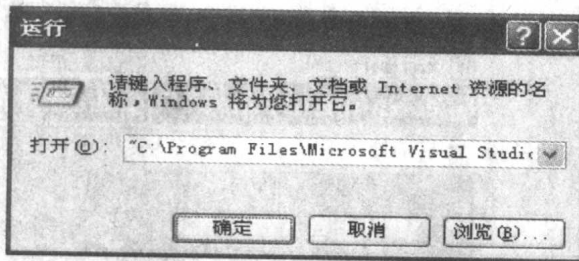 运行
请键入程序、文件夹、文档或 Internet 资源的名
称,Windows 将为您打开它。
打开(O): "C:\Program Files\Microsoft Visual Studio
确定 取消 浏览(B)...